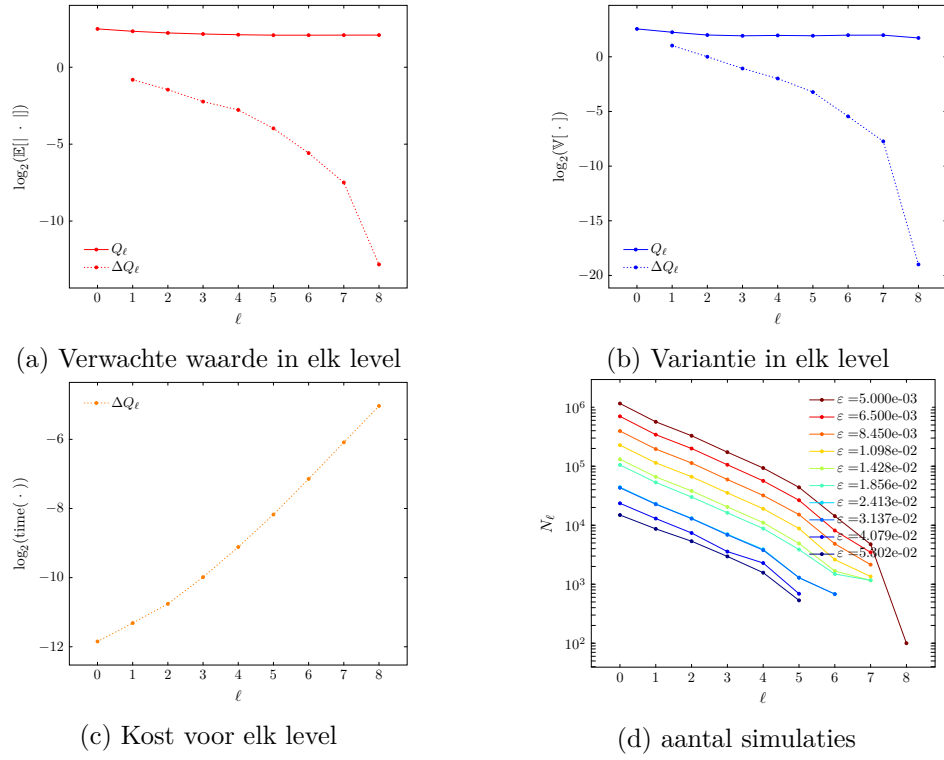 0
−5
−10
log₂(𝔼[| · |])
Q_ℓ
ΔQ_ℓ
0 1 2 3 4 5 6 7 8
ℓ
(a) Verwachte waarde in elk level
0
−5
−10
−15
−20
log₂(𝕍[ · ])
Q_ℓ
ΔQ_ℓ
0 1 2 3 4 5 6 7 8
ℓ
(b) Variantie in elk level
−6
−8
−10
−12
log₂(time( · ))
ΔQ_ℓ
0 1 2 3 4 5 6 7 8
ℓ
(c) Kost voor elk level
10⁶
10⁵
10⁴
10³
10²
N_ℓ
ε =5.000e-03
ε =6.500e-03
ε =8.450e-03
ε =1.098e-02
ε =1.428e-02
ε =1.856e-02
ε =2.413e-02
ε =3.137e-02
ε =4.079e-02
ε =5.302e-02
0 1 2 3 4 5 6 7 8
ℓ
(d) aantal simulaties